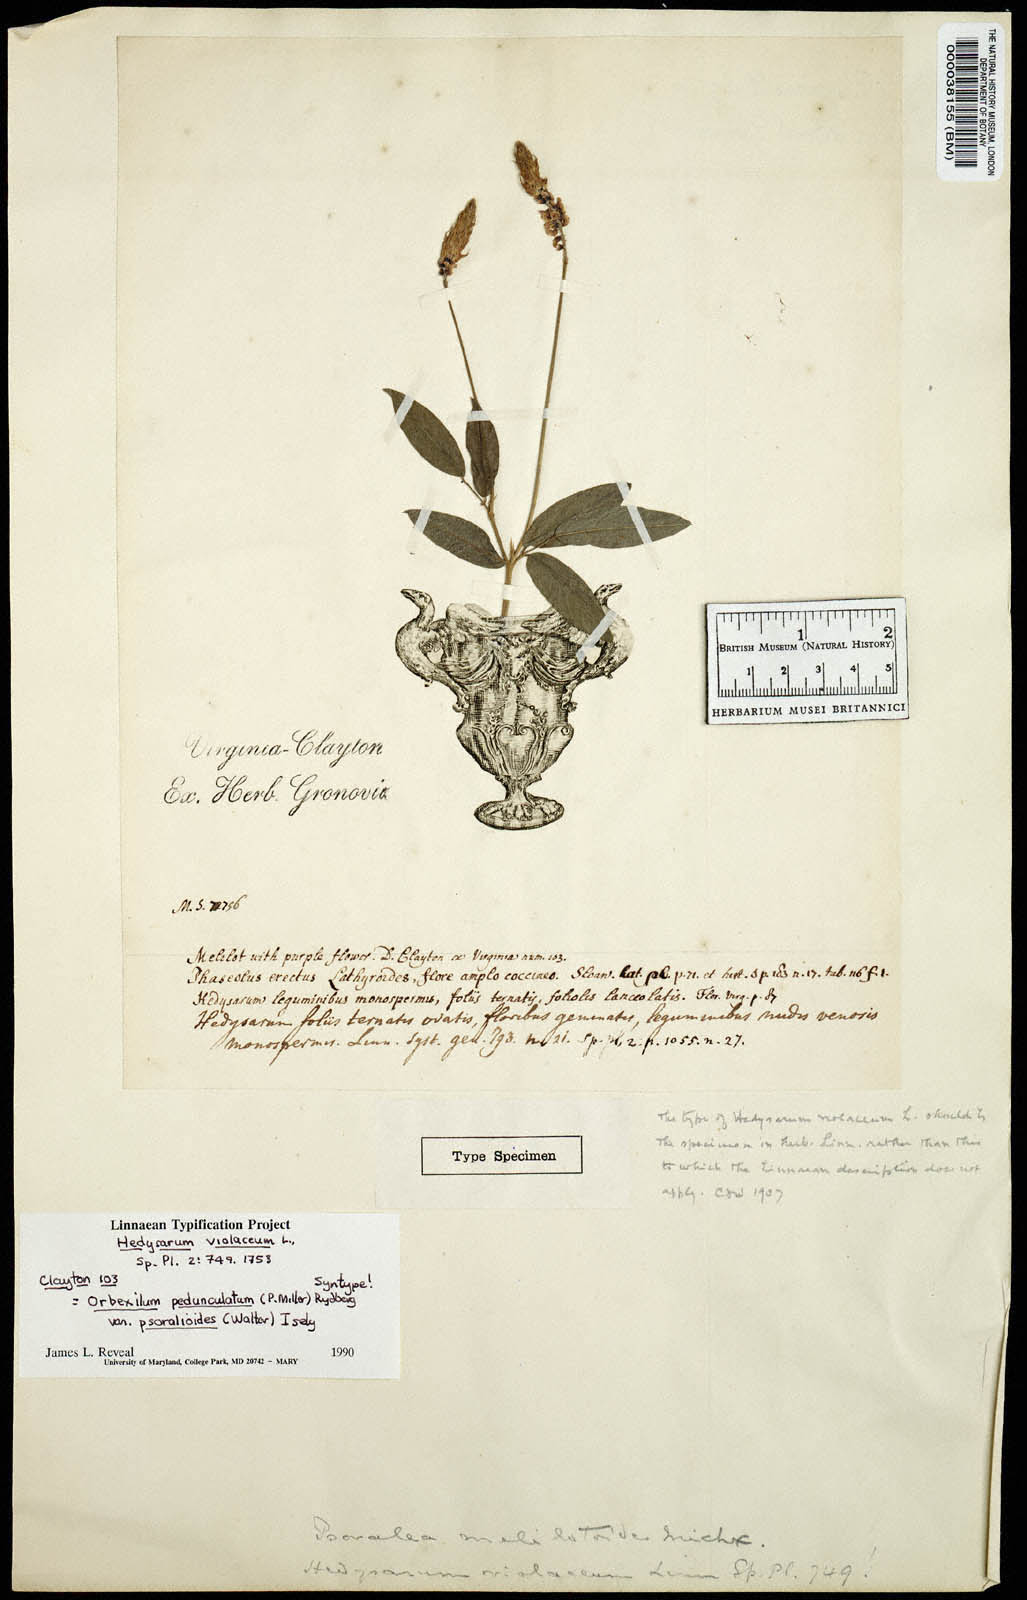 THE NATURAL HISTORY MUSEUM, LONDON
DEPARTMENT OF BOTANY
000038155 (BM)
1 2
BRITISH MUSEUM (NATURAL HISTORY)
1 2 3 4 5
HERBARIUM MUSEI BRITANNICI
Virginia-Clayton
Ex. Herb. Gronovii
M. S. 756
Melilot with purple flower. D. Clayton ex Virginia num. 103.
Phaseolus erectus Lathyroides, flore amplo coccineo. Sloan. Cat. p. 71. et hist. p. 183 n. 17. tab. 116 f. 1.
Hedysarum leguminibus monospermis, foliis ternatis, foliolis lanceolatis. Flor. Virg. p. 87
Hedysarum foliis ternatis ovatis, floribus geminatis, leguminibus nudis venosis
monospermis. Linn. Syst. gen. 793. n. 21. Sp. pl. 2. p. 1055. n. 27.
The type of Hedysarum violaceum L. should be
the specimen in herb. Linn. rather than this
to which the Linnaean description does not
apply. 1907
Type Specimen
Linnaean Typification Project
Hedysarum violaceum L.,
Sp. Pl. 2: 749. 1753
Clayton 103 Syntype!
= Orbexilum pedunculatum (P. Miller) Rydberg
var. psoralioides (Walter) Isely
James L. Reveal 1990
University of Maryland, College Park, MD 20742 – MARY
Psoralea melilotoides Michx.
Hedysarum violaceum Linn Sp. Pl. 749!